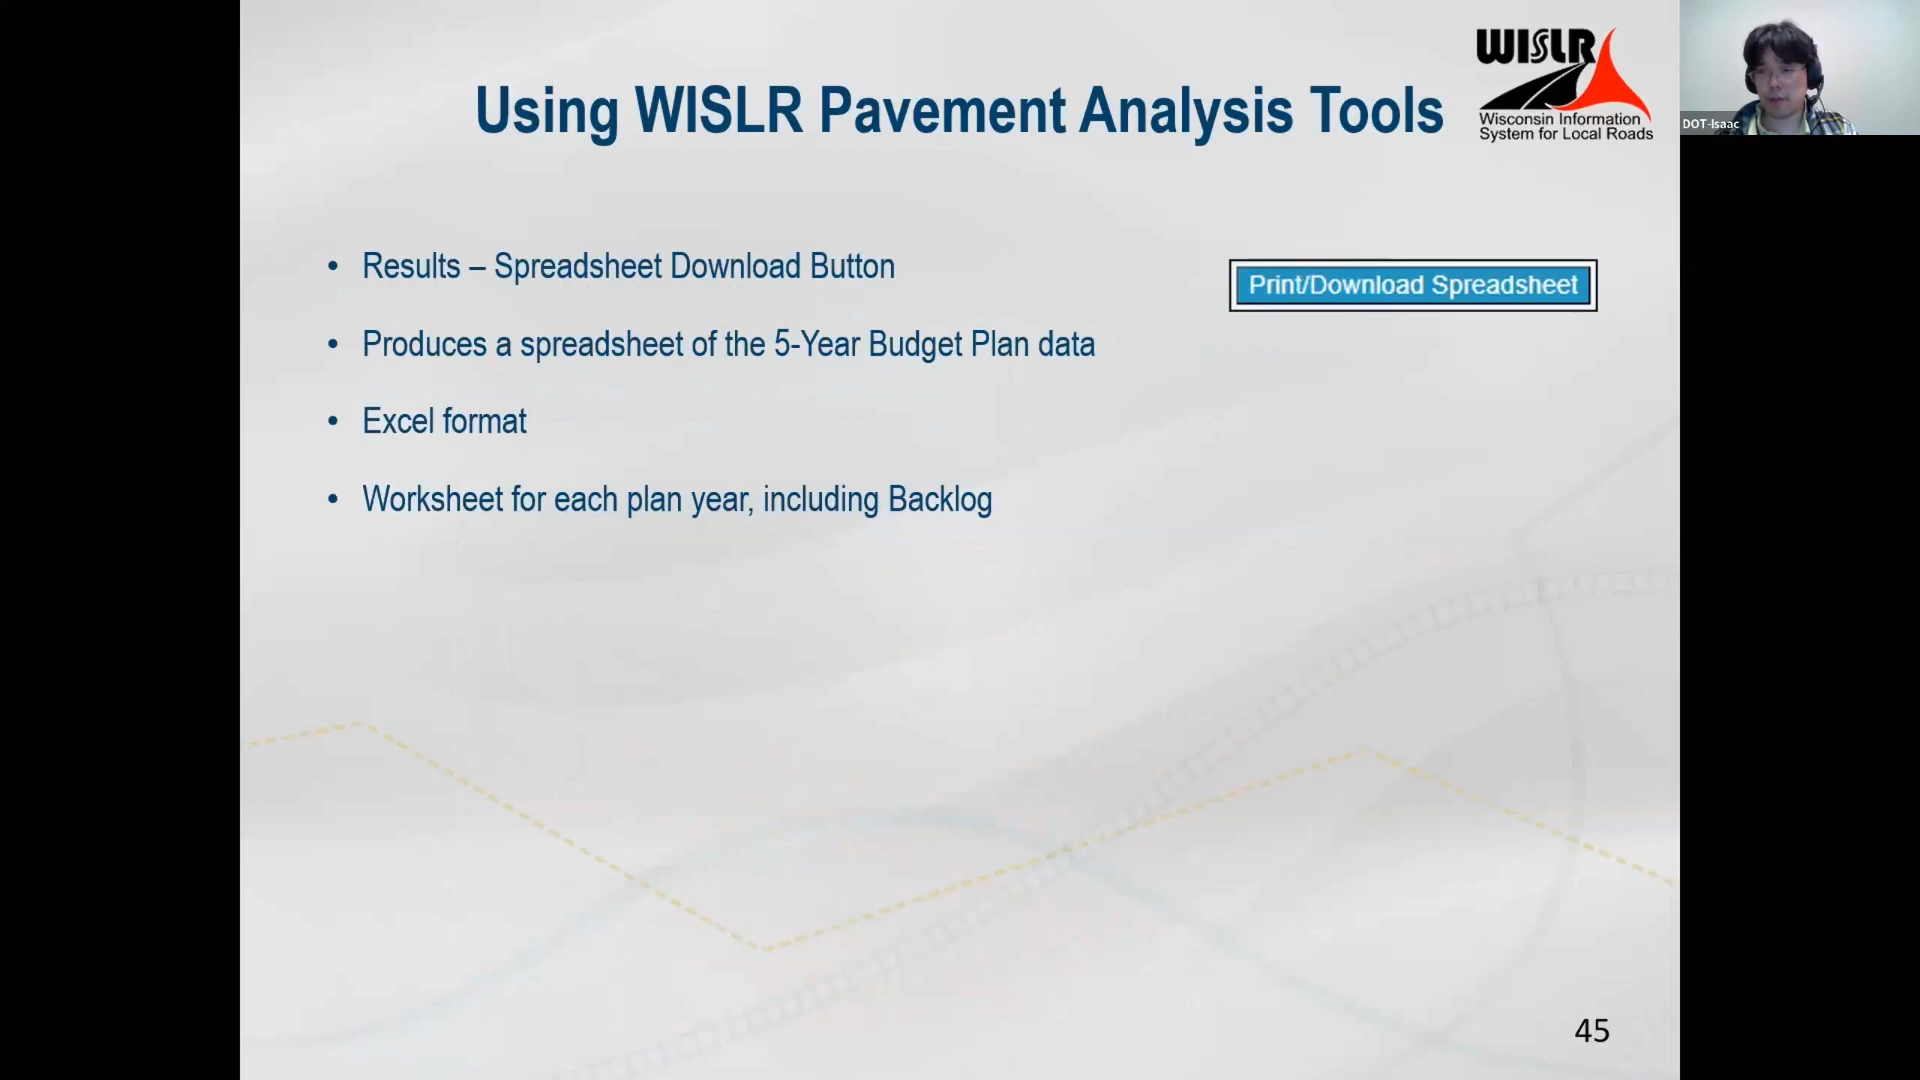 Using WISLR Pavement Analysis Tools
WISLR
Wisconsin Information
System for Local Roads
DOT-Isaac
• Results – Spreadsheet Download Button
Print/Download Spreadsheet
• Produces a spreadsheet of the 5-Year Budget Plan data
• Excel format
• Worksheet for each plan year, including Backlog
45